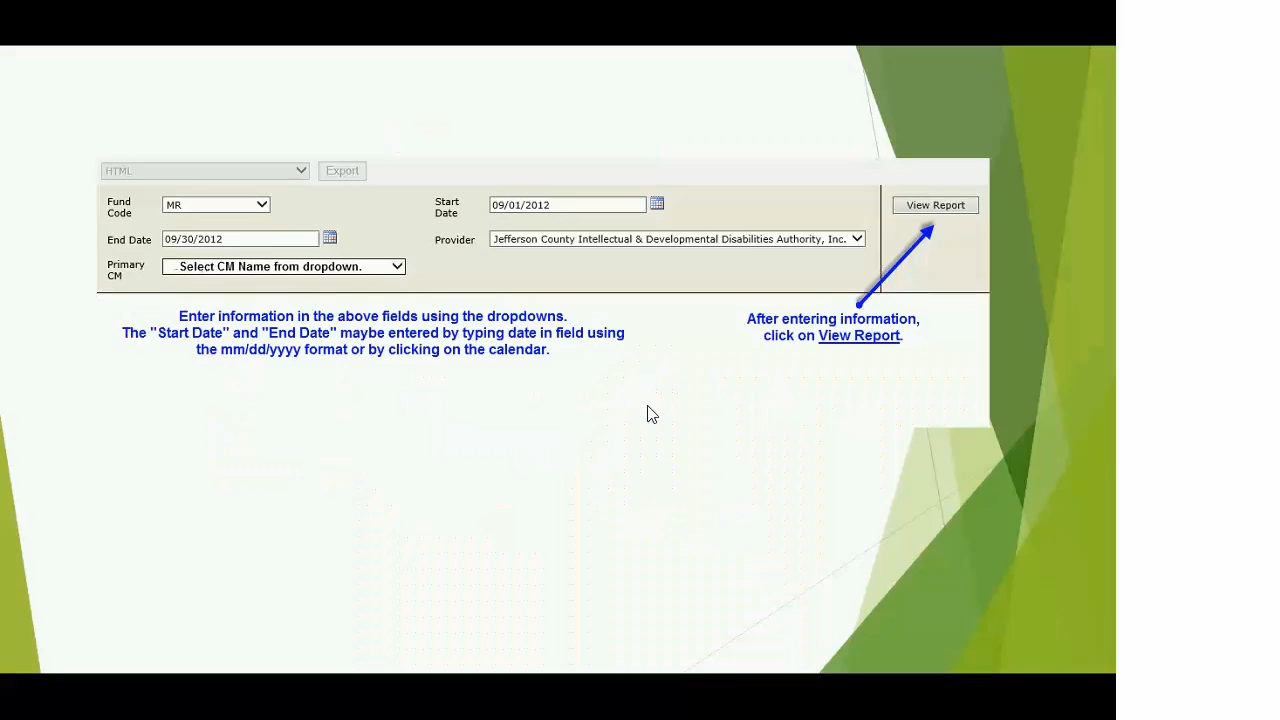 HTML Export
Fund Code MR Start Date 09/01/2012 View Report
End Date 09/30/2012 Provider Jefferson County Intellectual & Developmental Disabilities Authority, Inc.
Primary CM Select CM Name from dropdown.
Enter information in the above fields using the dropdowns.
The "Start Date" and "End Date" maybe entered by typing date in field using
the mm/dd/yyyy format or by clicking on the calendar.
After entering information,
click on View Report.